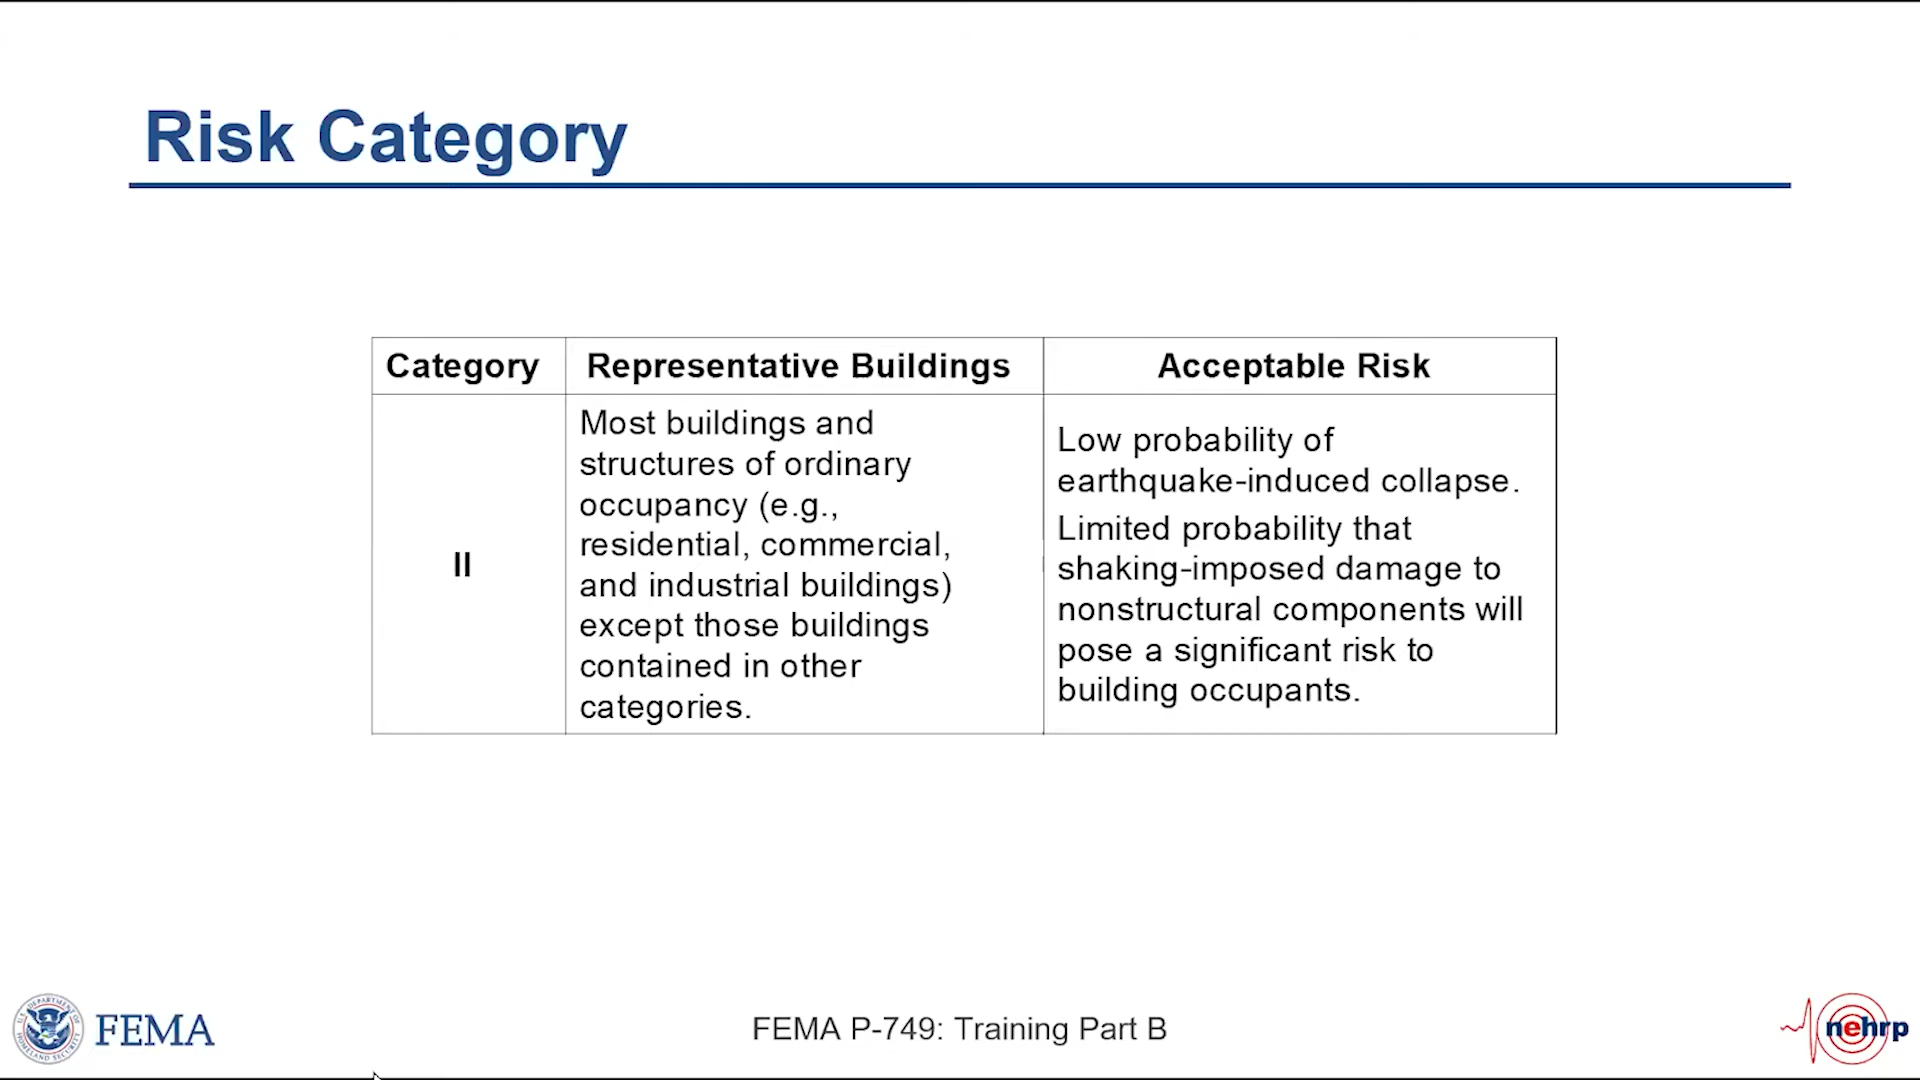 Risk Category
Category
Representative Buildings
Acceptable Risk
II
Most buildings and
structures of ordinary
occupancy (e.g.,
residential, commercial,
and industrial buildings)
except those buildings
contained in other
categories.
Low probability of
earthquake-induced collapse.
Limited probability that
shaking-imposed damage to
nonstructural components will
pose a significant risk to
building occupants.
FEMA
FEMA P-749: Training Part B
nehrp